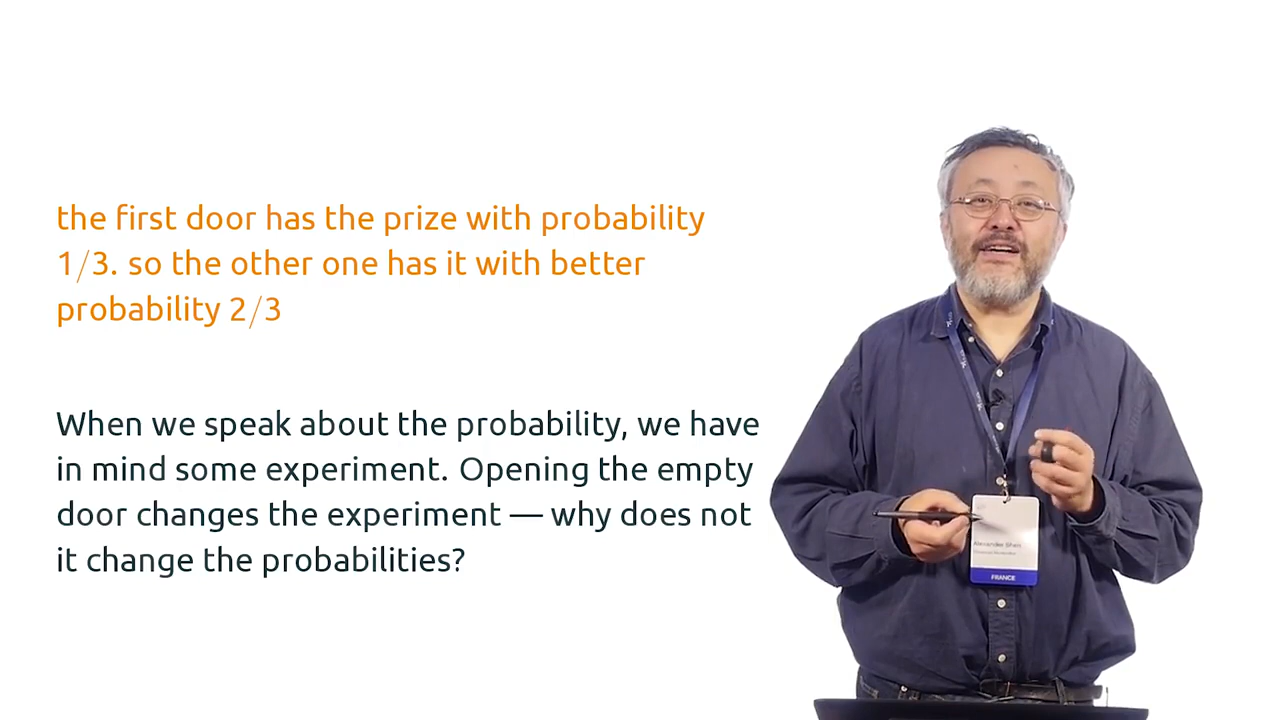 the first door has the prize with probability
1/3. so the other one has it with better
probability 2/3
When we speak about the probability, we have
in mind some experiment. Opening the empty
door changes the experiment — why does not
it change the probabilities?
Alexander Shen
FRANCE